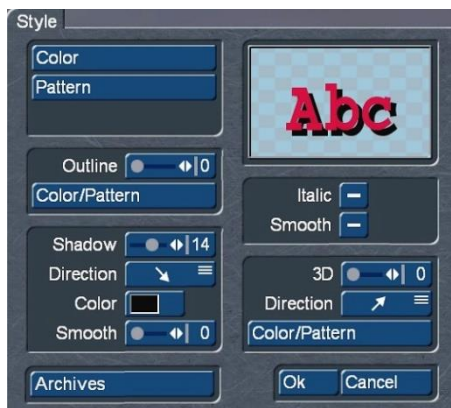 Style
Color
Pattern
Abc
Outline 0
Color/Pattern
Italic
Smooth
Shadow 14
Direction
Color
Smooth 0
3D 0
Direction
Color/Pattern
Archives
Ok
Cancel